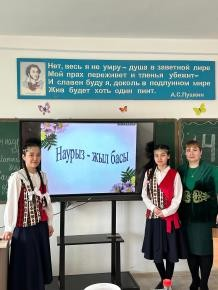 Нет, весь я не умру – душа в заветной лире
Мой прах переживет и тленья убежит –
И славен буду я, доколь в подлунном мире
Жив будет хоть один пиит.
А.С.Пушкин
Наурыз - жыл басы